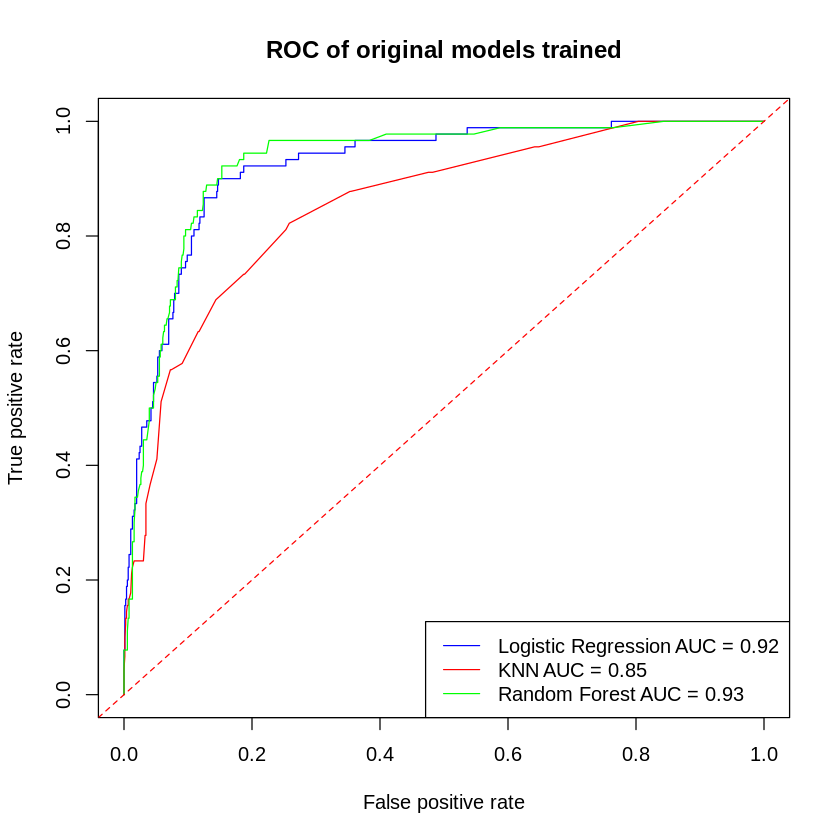 ROC of original models trained
True positive rate
1.0
0.8
0.6
0.4
0.2
0.0
Logistic Regression AUC = 0.92
KNN AUC = 0.85
Random Forest AUC = 0.93
0.0 0.2 0.4 0.6 0.8 1.0
False positive rate